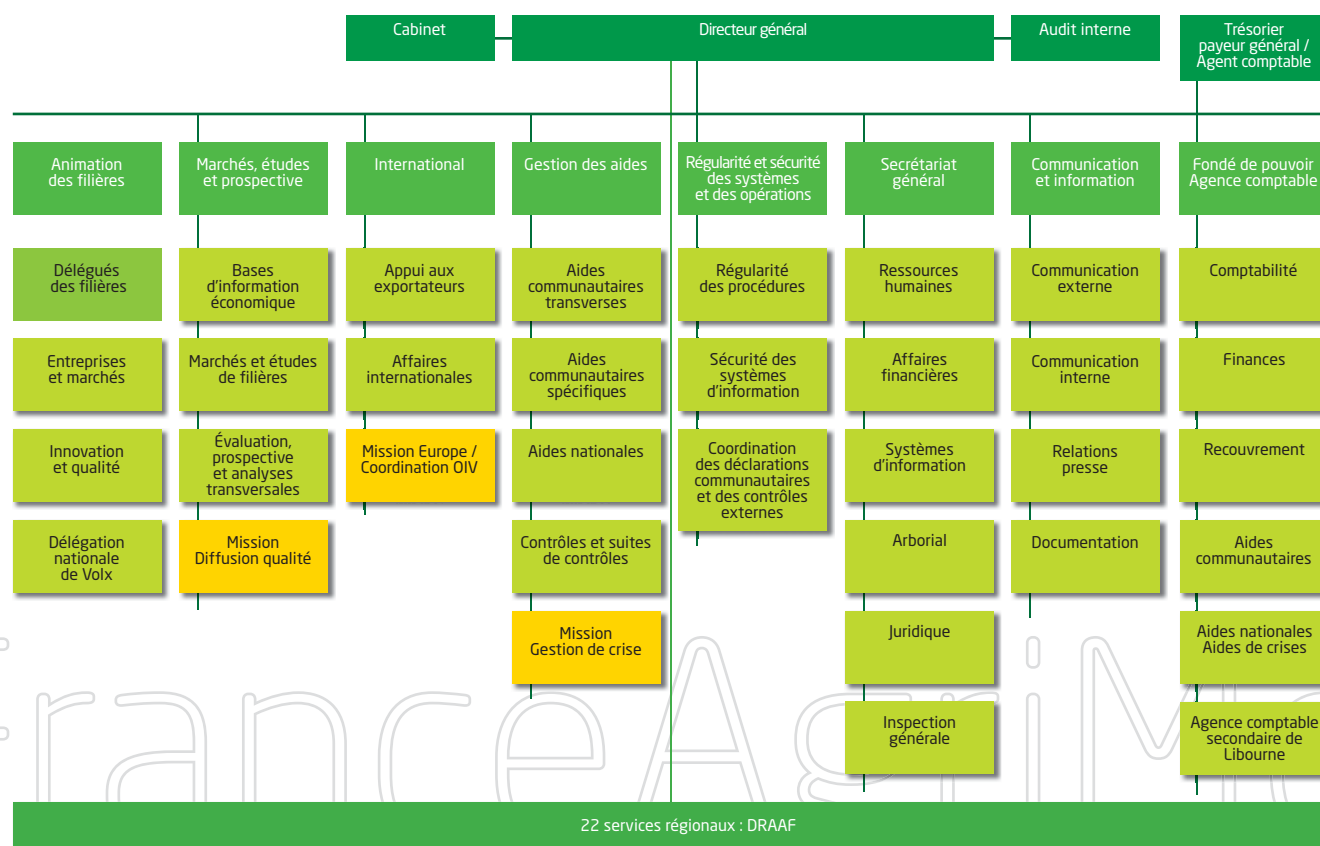 Cabinet
Directeur général
Audit interne
Trésorier
payeur général /
Agent comptable
Animation
des filières
Marchés, études
et prospective
International
Gestion des aides
Régularité et sécurité
des systèmes
et des opérations
Secrétariat
général
Communication
et information
Fondé de pouvoir
Agence comptable
Délégués
des filières
Bases
d'information
économique
Appui aux
exportateurs
Aides
communautaires
transverses
Régularité
des procédures
Ressources
humaines
Communication
externe
Comptabilité
Entreprises
et marchés
Marchés et études
de filières
Affaires
internationales
Aides
communautaires
spécifiques
Sécurité des
systèmes
d'information
Affaires
financières
Communication
interne
Finances
Innovation
et qualité
Évaluation,
prospective
et analyses
transversales
Mission Europe /
Coordination OIV
Aides nationales
Coordination
des déclarations
communautaires
et des contrôles
externes
Systèmes
d'information
Relations
presse
Recouvrement
Délégation
nationale
de Volx
Mission
Diffusion qualité
Contrôles et suites
de contrôles
Arborial
Documentation
Aides
communautaires
Mission
Gestion de crise
Juridique
Aides nationales
Aides de crises
Inspection
générale
Agence comptable
secondaire de
Libourne
ranceAgriM
22 services régionaux : DRAAF